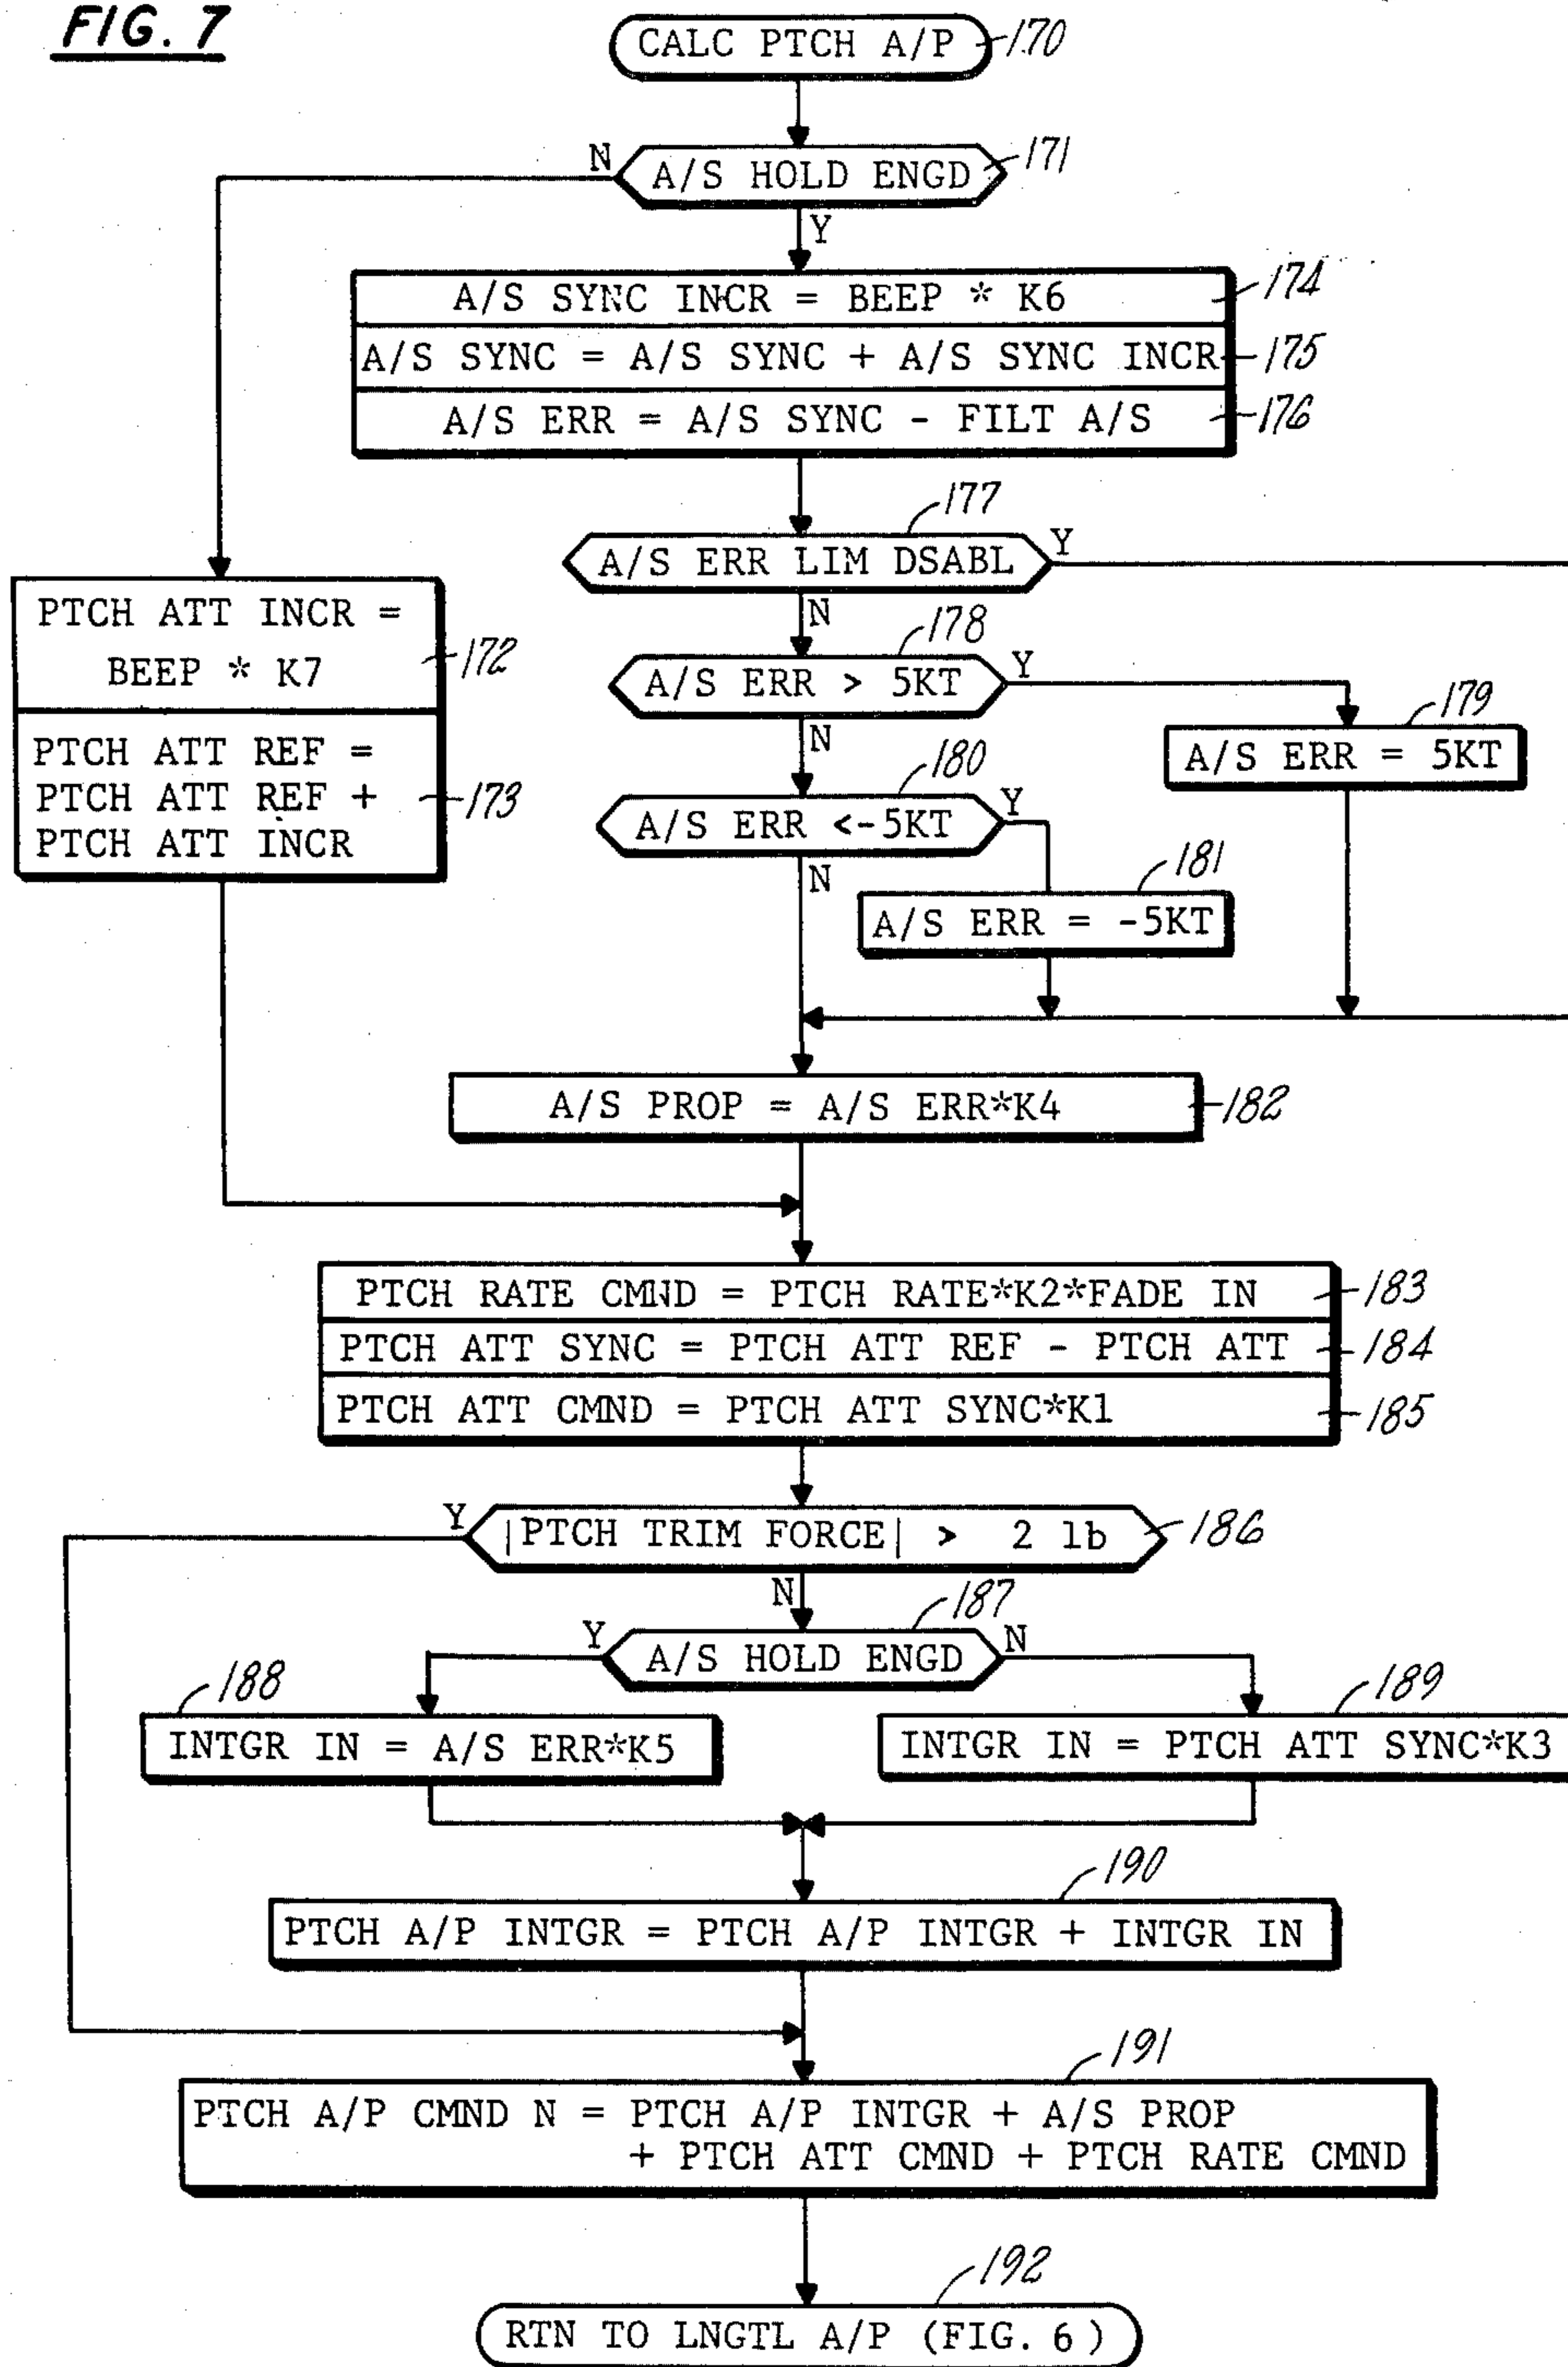 FIG. 7
CALC PTCH A/P
170
N
A/S HOLD ENGD
171
Y
A/S SYNC INCR = BEEP * K6
174
A/S SYNC = A/S SYNC + A/S SYNC INCR
175
A/S ERR = A/S SYNC - FILT A/S
176
177
A/S ERR LIM DSABL
Y
N
178
PTCH ATT INCR =
BEEP * K7
172
A/S ERR > 5KT
Y
179
PTCH ATT REF =
PTCH ATT REF +
PTCH ATT INCR
173
N
180
A/S ERR = 5KT
A/S ERR <-5KT
Y
N
181
A/S ERR = -5KT
A/S PROP = A/S ERR*K4
182
PTCH RATE CMND = PTCH RATE*K2*FADE IN
183
PTCH ATT SYNC = PTCH ATT REF - PTCH ATT
184
PTCH ATT CMND = PTCH ATT SYNC*K1
185
Y
|PTCH TRIM FORCE| > 2 lb
186
N
187
Y
A/S HOLD ENGD
N
188
189
INTGR IN = A/S ERR*K5
INTGR IN = PTCH ATT SYNC*K3
190
PTCH A/P INTGR = PTCH A/P INTGR + INTGR IN
191
PTCH A/P CMND N = PTCH A/P INTGR + A/S PROP
+ PTCH ATT CMND + PTCH RATE CMND
192
RTN TO LNGTL A/P (FIG. 6)